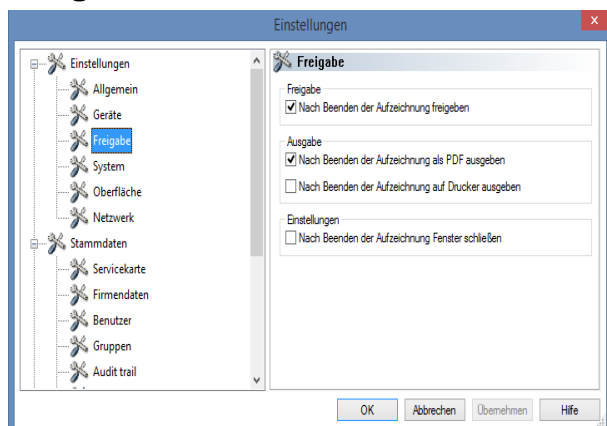 Einstellungen
x
Einstellungen
Allgemein
Geräte
Freigabe
System
Oberfläche
Netzwerk
Stammdaten
Servicekarte
Firmendaten
Benutzer
Gruppen
Audit trail
Freigabe
Freigabe
Nach Beenden der Aufzeichnung freigeben
Ausgabe
Nach Beenden der Aufzeichnung als PDF ausgeben
Nach Beenden der Aufzeichnung auf Drucker ausgeben
Einstellungen
Nach Beenden der Aufzeichnung Fenster schließen
OK Abbrechen Übernehmen Hilfe